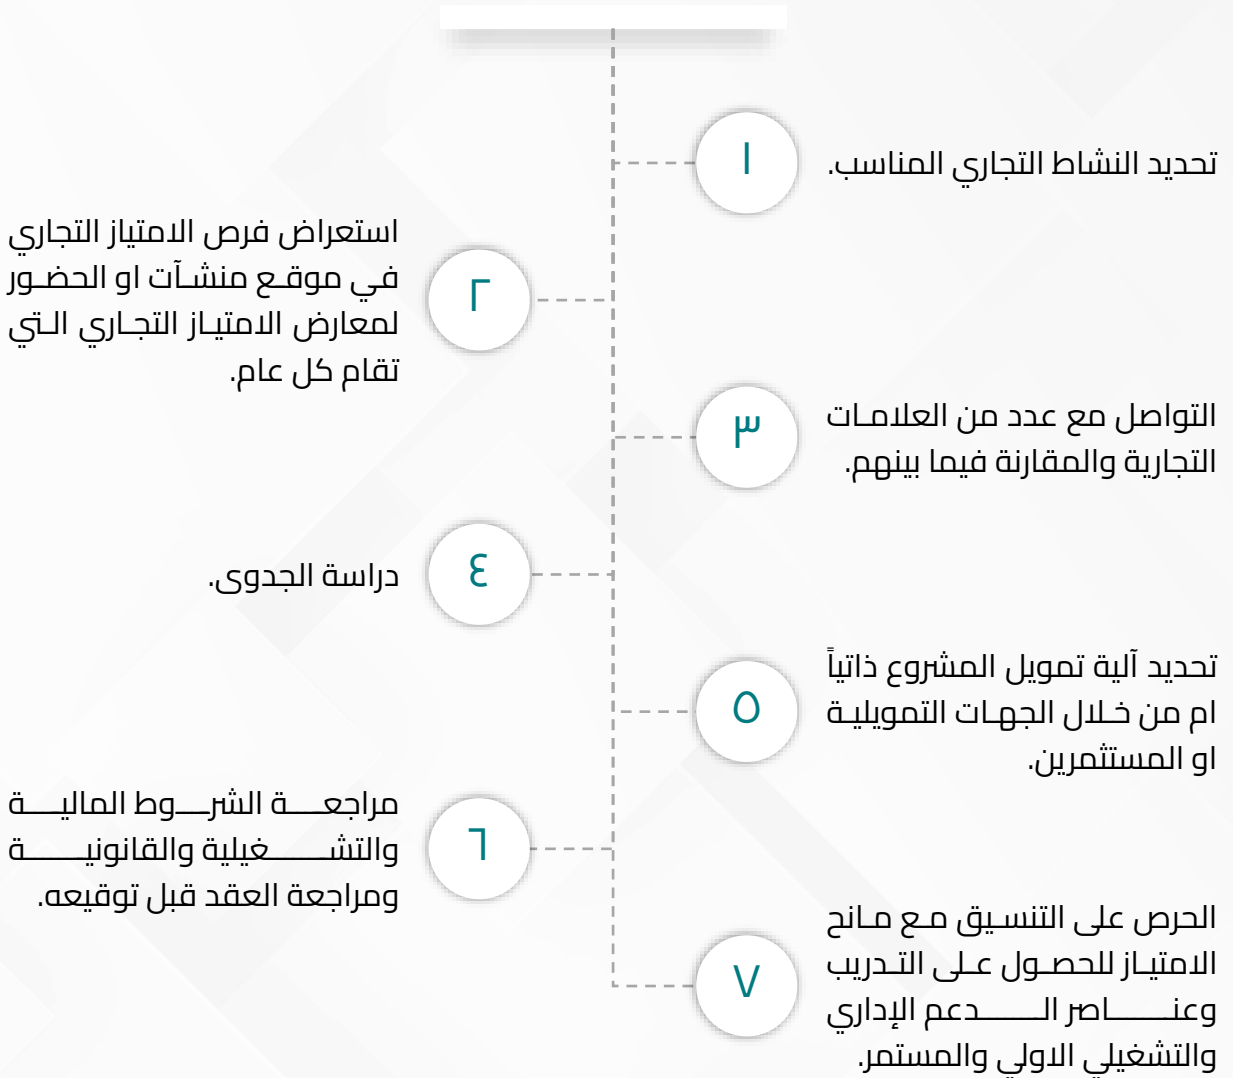 ١
تحديد النشاط التجاري المناسب.
٢
استعراض فرص الامتياز التجاري
في موقع منشآت او الحضور
لمعارض الامتياز التجاري التي
تقام كل عام.
٣
التواصل مع عدد من العلامات
التجارية والمقارنة فيما بينهم.
٤
دراسة الجدوى.
٥
تحديد آلية تمويل المشروع ذاتياً
ام من خلال الجهات التمويلية
او المستثمرين.
٦
مراجعة الشروط المالية
والتشغيلية والقانونية
ومراجعة العقد قبل توقيعه.
٧
الحرص على التنسيق مع مانح
الامتياز للحصول على التدريب
وعناصر الدعم الإداري
والتشغيلي الاولي والمستمر.